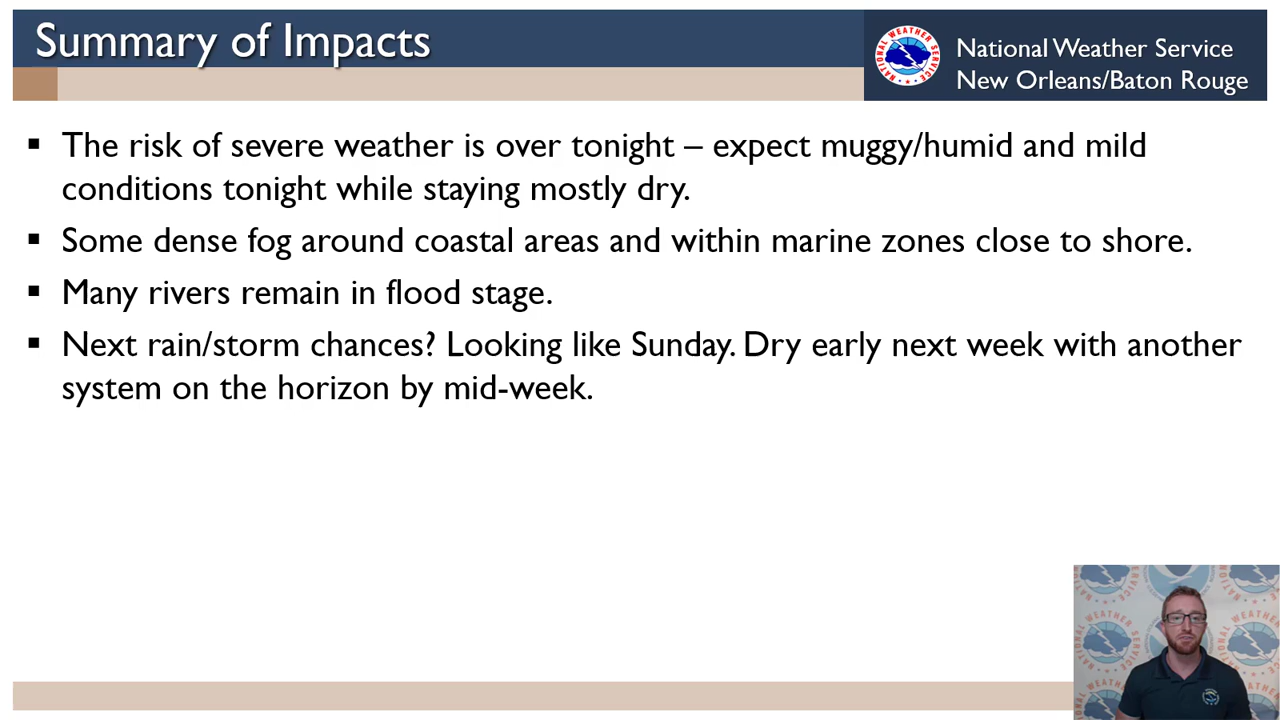 Summary of Impacts
NATIONAL WEATHER SERVICE
National Weather Service
New Orleans/Baton Rouge
▪ The risk of severe weather is over tonight – expect muggy/humid and mild
conditions tonight while staying mostly dry.
▪ Some dense fog around coastal areas and within marine zones close to shore.
▪ Many rivers remain in flood stage.
▪ Next rain/storm chances? Looking like Sunday. Dry early next week with another
system on the horizon by mid-week.